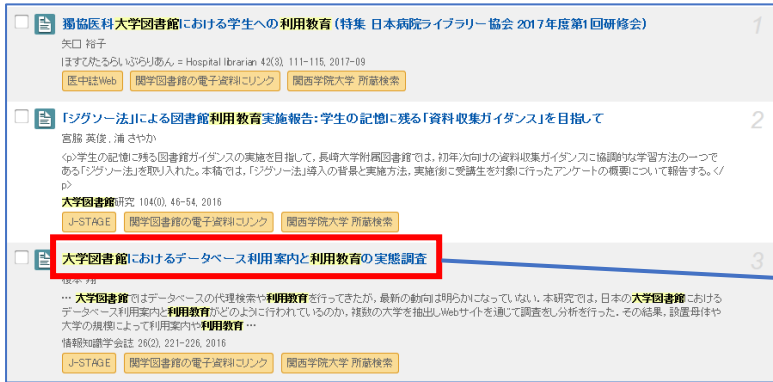 獨協医科大学図書館における学生への利用教育 (特集 日本病院ライブラリー協会 2017年度第1回研修会)
1
矢口 裕子
ほすぴたるらいぶらりあん = Hospital librarian 42(3), 111-115, 2017-09
医中誌Web 関学図書館の電子資料にリンク 関西学院大学 所蔵検索
「ジグソー法」による図書館利用教育実施報告: 学生の記憶に残る「資料収集ガイダンス」を目指して
2
宮脇 英俊, 浦 さやか
<p>学生の記憶に残る図書館ガイダンスの実施を目指して, 長崎大学附属図書館では, 初年次向けの資料収集ガイダンスに協調的な学習方法の一つで
ある「ジグソー法」を取り入れた。本稿では, 「ジグソー法」導入の背景と実施方法, 実施後に受講生を対象に行ったアンケートの概要について報告する。</
p>
大学図書館研究 104(0), 46-54, 2016
J-STAGE 関学図書館の電子資料にリンク 関西学院大学 所蔵検索
大学図書館におけるデータベース利用案内と利用教育の実態調査
3
… 大学図書館ではデータベースの代理検索や利用教育を行ってきたが, 最新の動向は明らかになっていない. 本研究では, 日本の大学図書館における
データベース利用案内と利用教育がどのように行われているのか, 複数の大学を抽出しWebサイトを通じて調査をし分析を行った. その結果, 設置母体や
大学の規模によって利用案内や利用教育 …
情報知識学会誌 26(2), 221-226, 2016
J-STAGE 関学図書館の電子資料にリンク 関西学院大学 所蔵検索